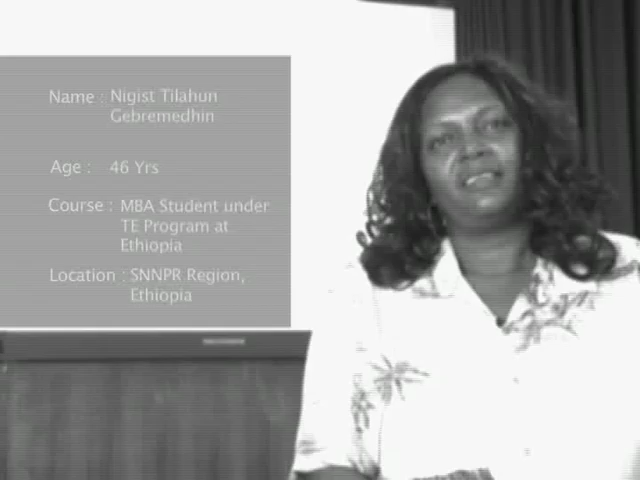 Name : Nigist Tilahun
Gebremedhin
Age : 46 Yrs
Course : MBA Student under
TE Program at
Ethiopia
Location : SNNPR Region,
Ethiopia